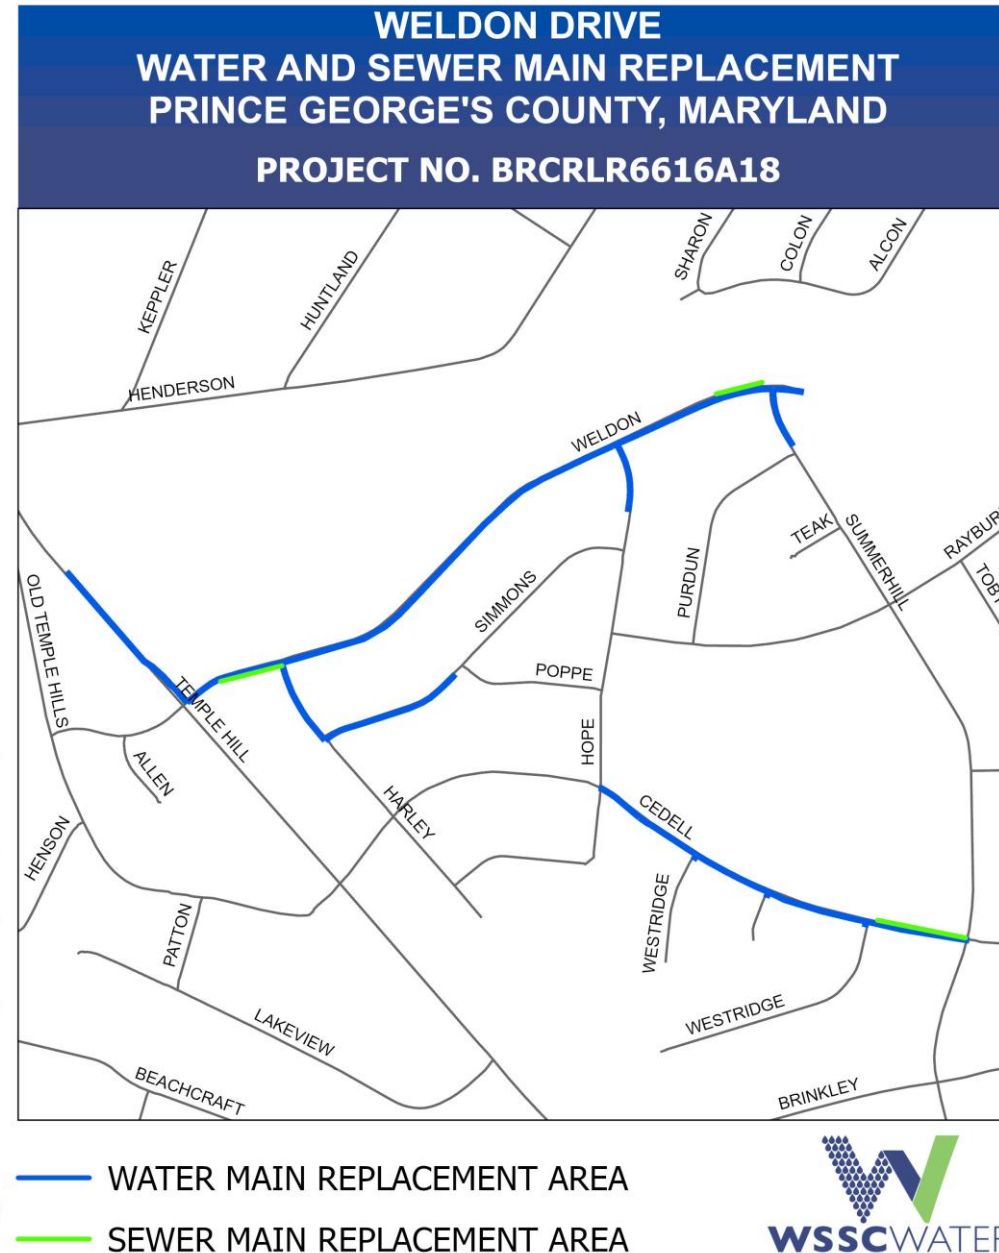 WELDON DRIVE
WATER AND SEWER MAIN REPLACEMENT
PRINCE GEORGE'S COUNTY, MARYLAND
PROJECT NO. BRCRLR6616A18
SHARON
COLON
ALCON
KEPPLER
HUNTLAND
HENDERSON
WELDON
TEAK
SUMMERHILL
RAYBUR
TOBY
PURDUN
SIMMONS
OLD TEMPLE HILLS
POPPE
TEMPLE HILL
HOPE
ALLEN
HARLEY
CEDELL
HENSON
WESTRIDGE
PATTON
WESTRIDGE
LAKEVIEW
BEACHCRAFT
BRINKLEY
WATER MAIN REPLACEMENT AREA
SEWER MAIN REPLACEMENT AREA
WSSCWATER